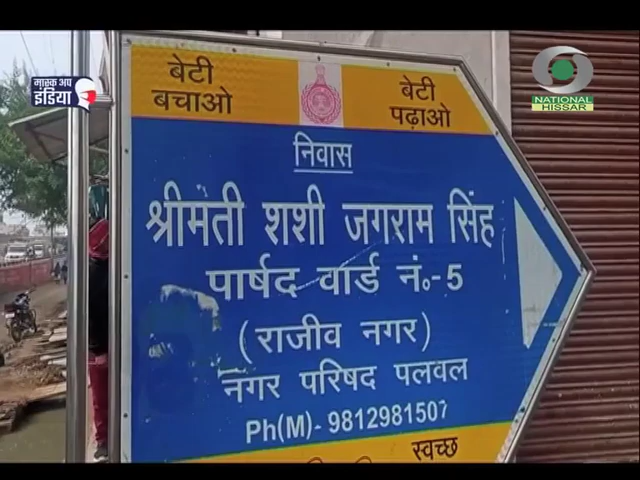 मास्क अप
इंडिया
NATIONAL
HISSAR
बेटी
बचाओ
बेटी
पढ़ाओ
निवास
श्रीमती शशी जगराम सिंह
पार्षद वार्ड नं॰-5
(राजीव नगर)
नगर परिषद पलवल
Ph(M)- 9812981507
स्वच्छ